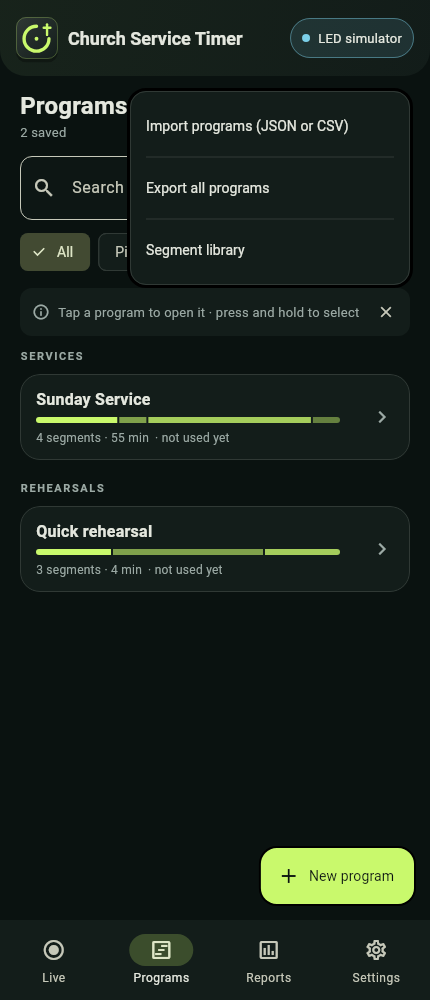 Church Service Timer
LED simulator
Programs
2 saved
Import programs (JSON or CSV)
Export all programs
Segment library
Search
All
Tap a program to open it · press and hold to select
SERVICES
Sunday Service
4 segments · 55 min · not used yet
REHEARSALS
Quick rehearsal
3 segments · 4 min · not used yet
New program
Live
Programs
Reports
Settings